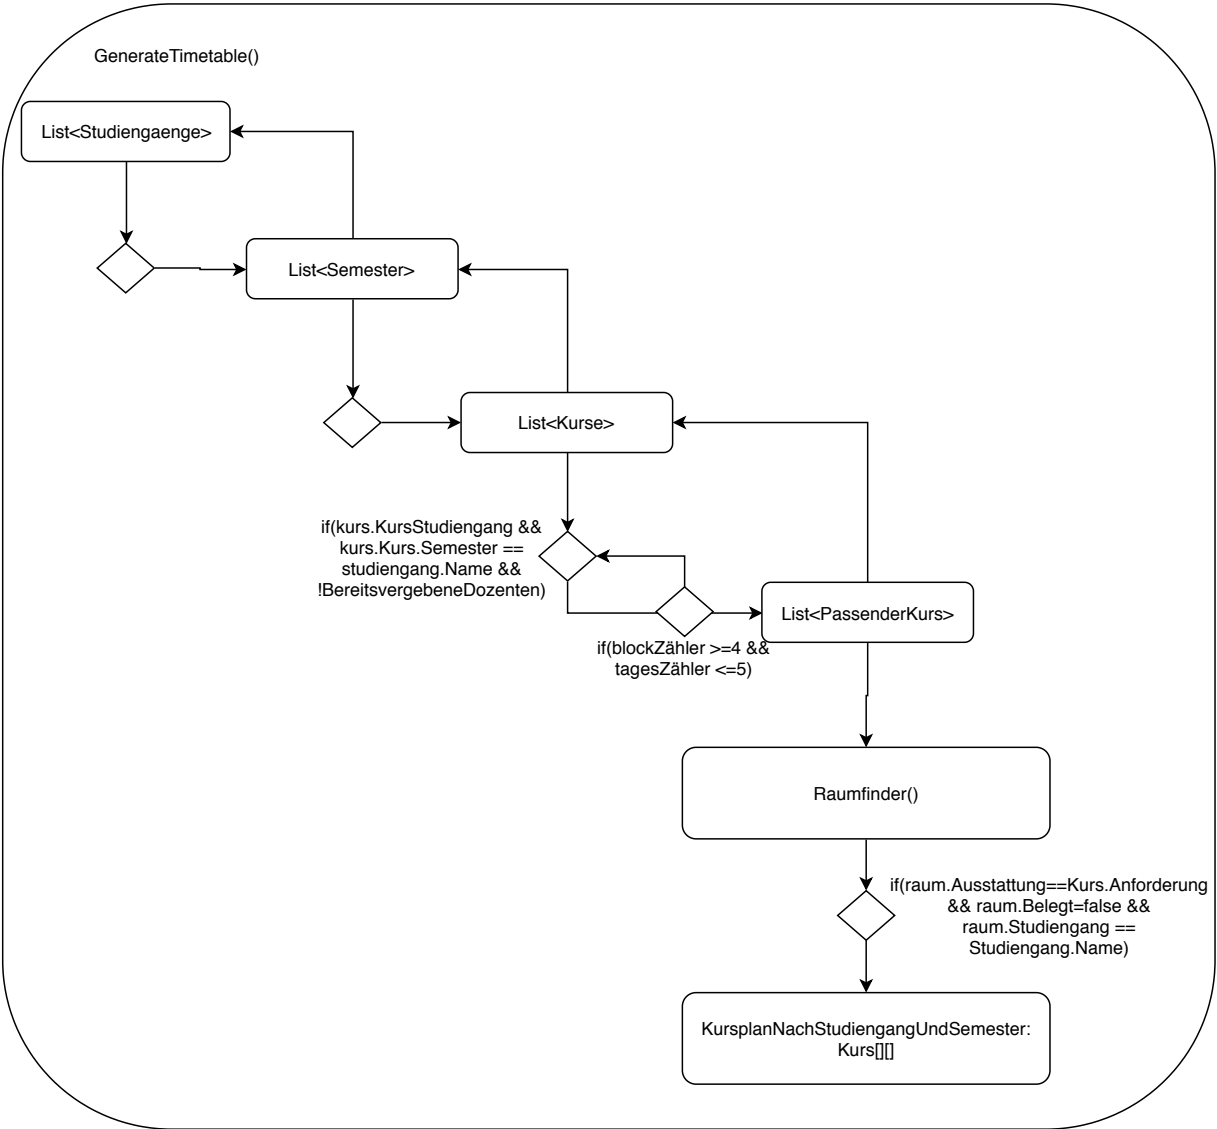 GenerateTimetable()
List<Studiengaenge>
List<Semester>
List<Kurse>
if(kurs.KursStudiengang &&
kurs.Kurs.Semester ==
studiengang.Name &&
!BereitsvergebeneDozenten)
List<PassenderKurs>
if(blockZähler >=4 &&
tagesZähler <=5)
Raumfinder()
if(raum.Ausstattung==Kurs.Anforderung
&& raum.Belegt=false &&
raum.Studiengang ==
Studiengang.Name)
KursplanNachStudiengangUndSemester:
Kurs[][]